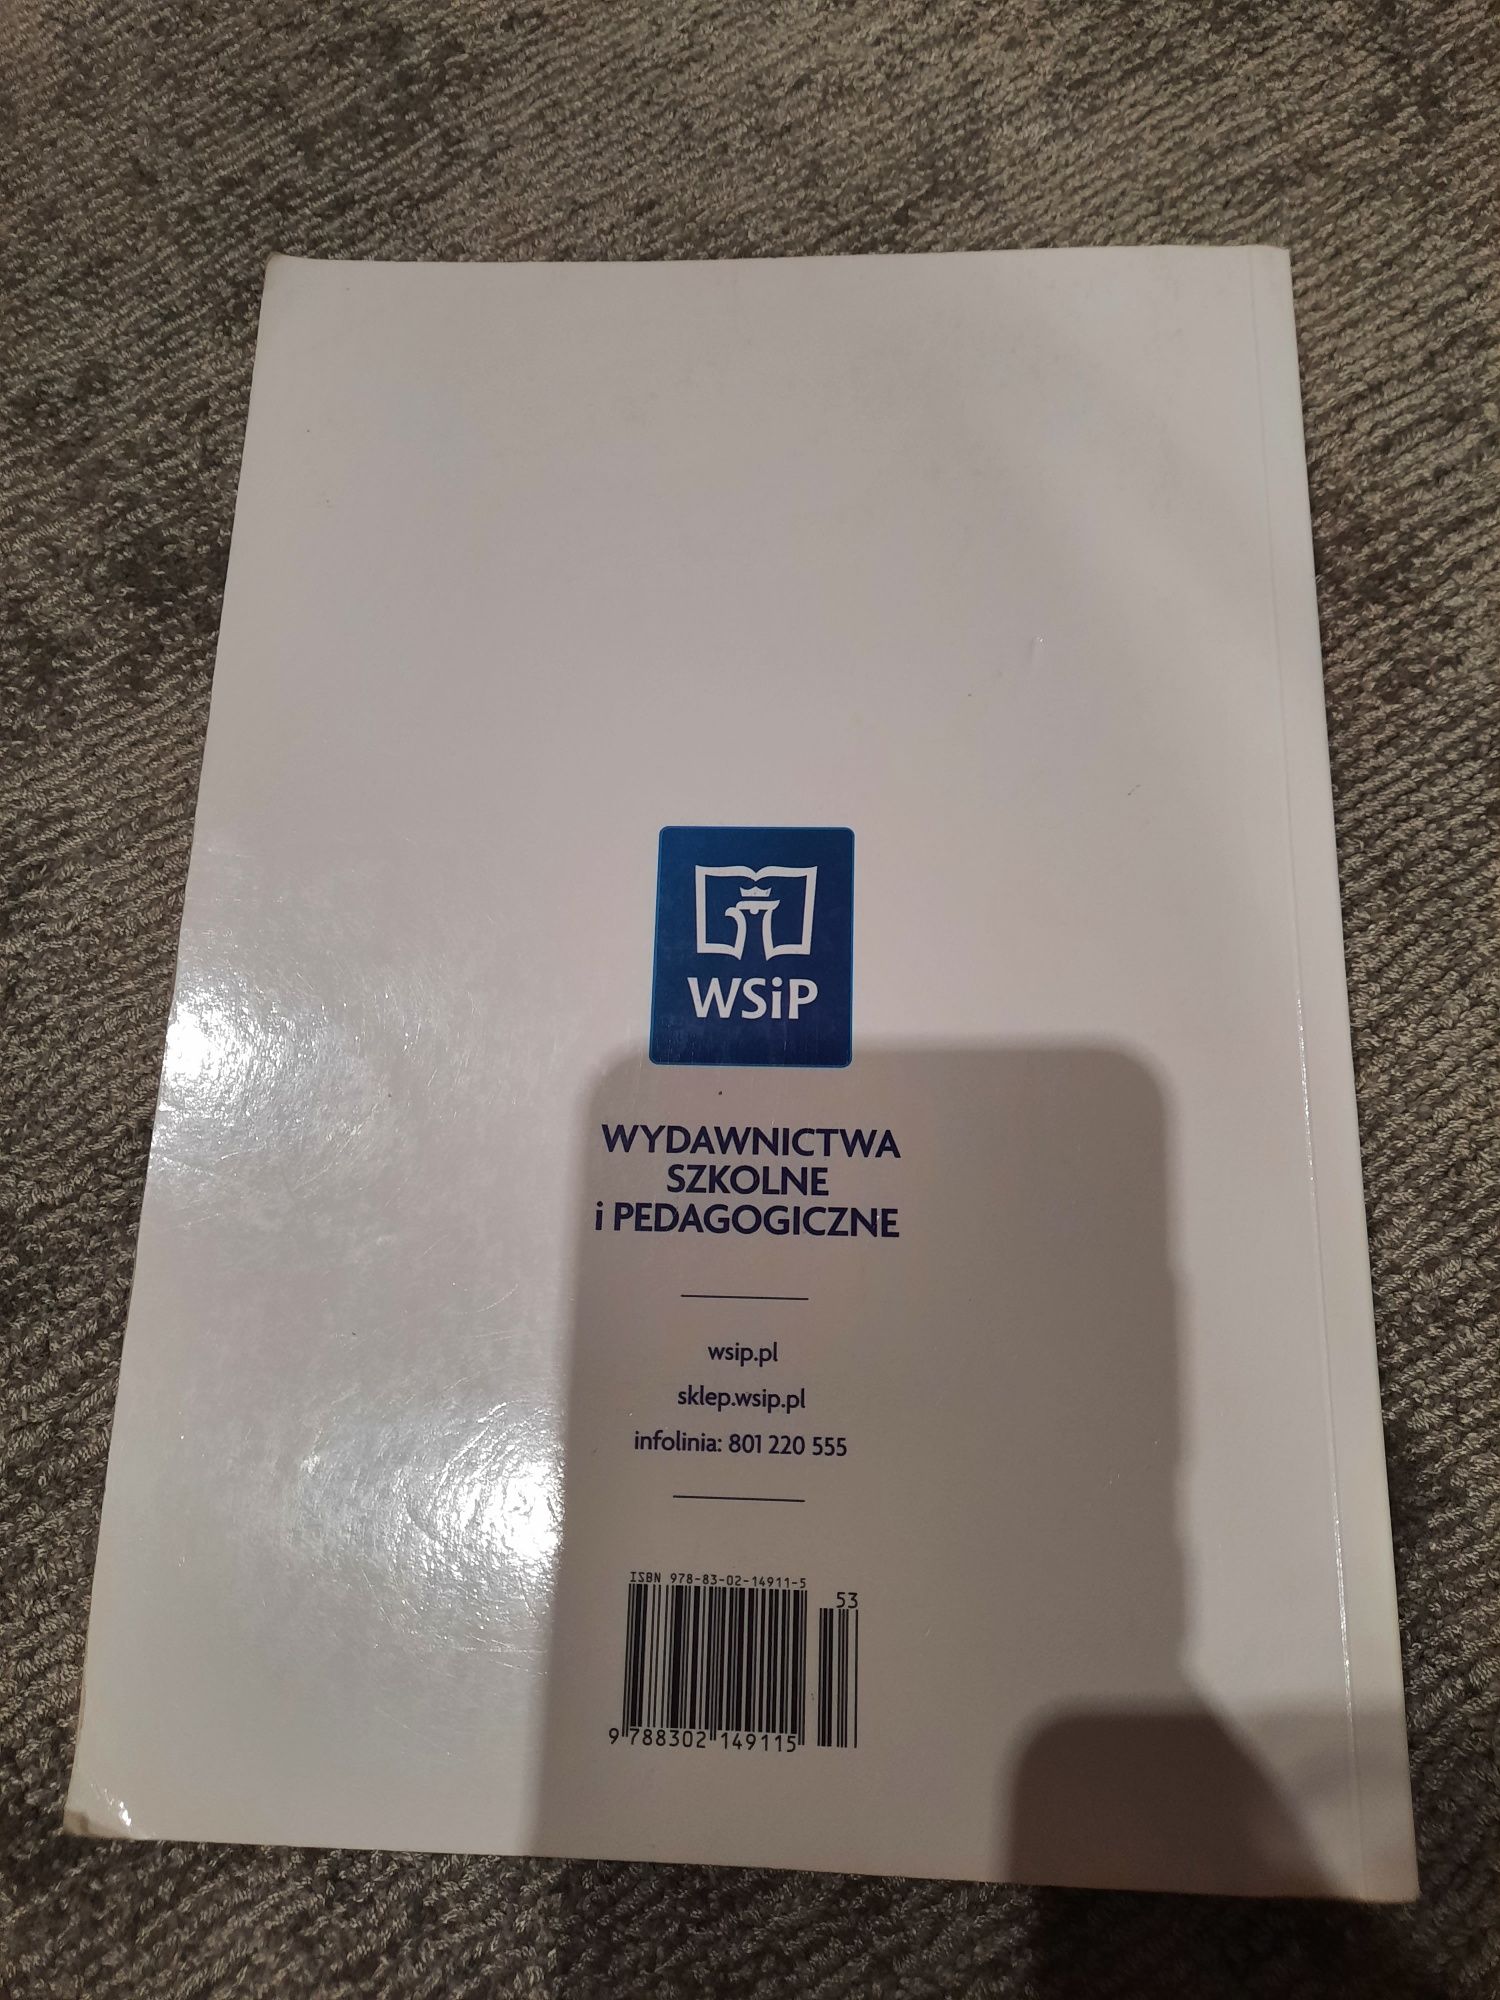 WSiP
WYDAWNICTWA
SZKOLNE
i PEDAGOGICZNE
wsip.pl
sklep.wsip.pl
infolinia: 801 220 555
ISBN 978-83-02-14911-5
53
9 788302 149115